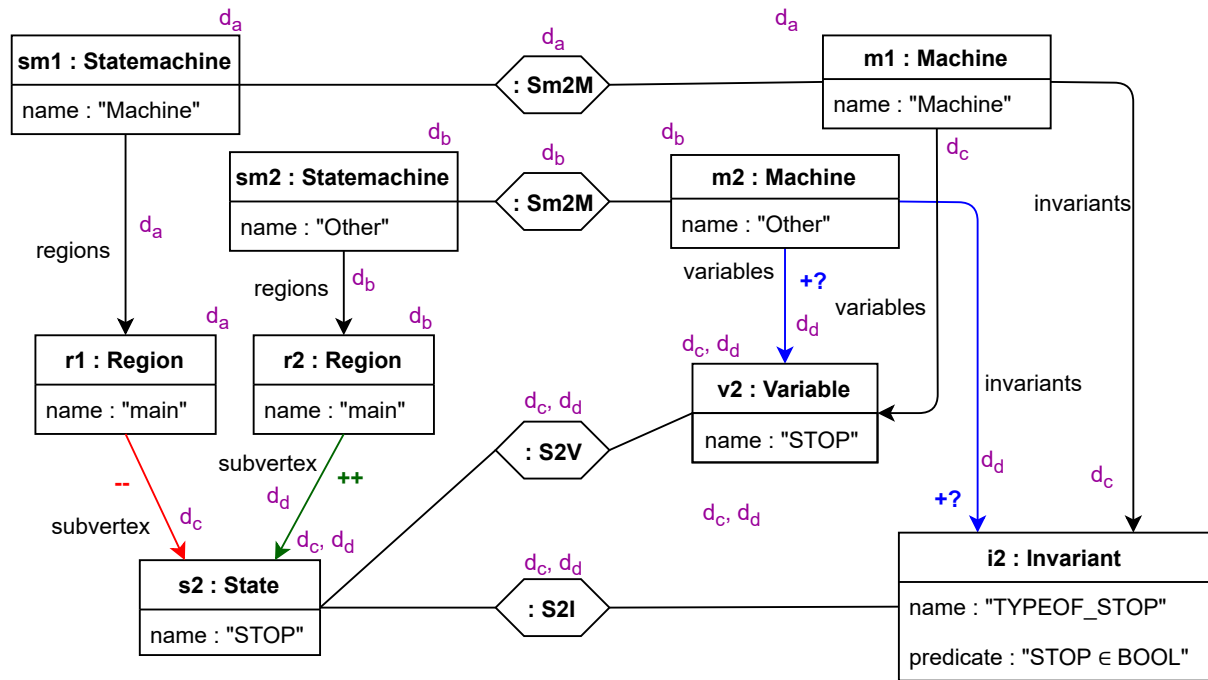 d_a
d_a
d_a
sm1 : Statemachine
name : "Machine"
: Sm2M
m1 : Machine
name : "Machine"
d_b
d_b
d_b
d_c
sm2 : Statemachine
name : "Other"
: Sm2M
m2 : Machine
name : "Other"
invariants
d_a
regions
regions
d_b
variables
+?
variables
d_d
d_a
d_b
d_c, d_d
r1 : Region
name : "main"
r2 : Region
name : "main"
v2 : Variable
name : "STOP"
invariants
d_c, d_d
: S2V
--
subvertex
++
d_d
d_d
d_c
+?
subvertex
d_c
d_c, d_d
d_c, d_d
d_c, d_d
s2 : State
name : "STOP"
: S2I
i2 : Invariant
name : "TYPEOF_STOP"
predicate : "STOP ∈ BOOL"